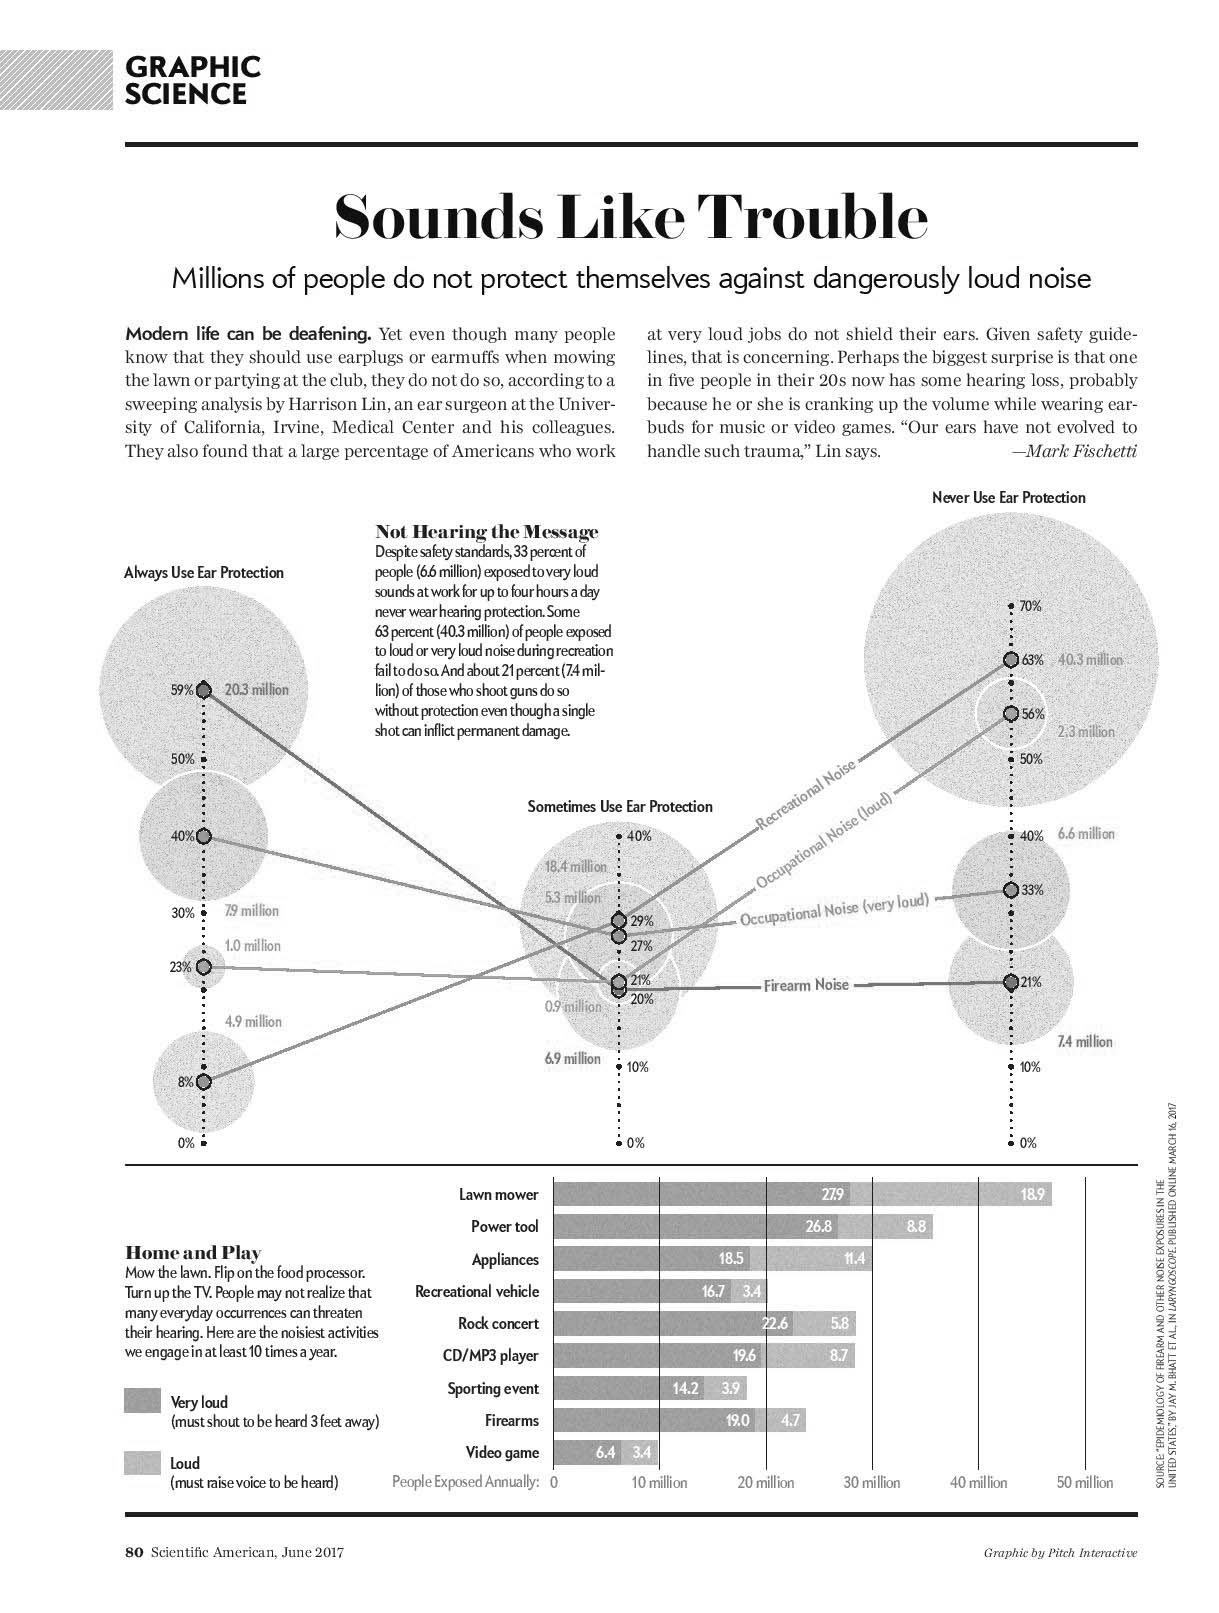 GRAPHIC
SCIENCE
Sounds Like Trouble
Millions of people do not protect themselves against dangerously loud noise
Modern life can be deafening. Yet even though many people
know that they should use earplugs or earmuffs when mowing
the lawn or partying at the club, they do not do so, according to a
sweeping analysis by Harrison Lin, an ear surgeon at the Univer-
sity of California, Irvine, Medical Center and his colleagues.
They also found that a large percentage of Americans who work
at very loud jobs do not shield their ears. Given safety guide-
lines, that is concerning. Perhaps the biggest surprise is that one
in five people in their 20s now has some hearing loss, probably
because he or she is cranking up the volume while wearing ear-
buds for music or video games. “Our ears have not evolved to
handle such trauma,” Lin says. —Mark Fischetti
Always Use Ear Protection
59% 20.3 million
50%
40%
30% 7.9 million
1.0 million
23%
4.9 million
8%
0%
Not Hearing the Message
Despite safety standards, 33 percent of
people (6.6 million) exposed to very loud
sounds at work for up to four hours a day
never wear hearing protection. Some
63 percent (40.3 million) of people exposed
to loud or very loud noise during recreation
fail to do so. And about 21 percent (7.4 mil-
lion) of those who shoot guns do so
without protection even though a single
shot can inflict permanent damage.
Sometimes Use Ear Protection
40%
18.4 million
5.3 million
29%
27%
21%
20%
0.9 million
6.9 million
10%
0%
Recreational Noise
Occupational Noise (loud)
Occupational Noise (very loud)
Firearm Noise
Never Use Ear Protection
70%
63% 40.3 million
56%
2.3 million
50%
40% 6.6 million
33%
21%
7.4 million
10%
0%
Home and Play
Mow the lawn. Flip on the food processor.
Turn up the TV. People may not realize that
many everyday occurrences can threaten
their hearing. Here are the noisiest activities
we engage in at least 10 times a year.
Very loud
(must shout to be heard 3 feet away)
Loud
(must raise voice to be heard)
Lawn mower 27.9 18.9
Power tool 26.8 8.8
Appliances 18.5 11.4
Recreational vehicle 16.7 3.4
Rock concert 22.6 5.8
CD/MP3 player 19.6 8.7
Sporting event 14.2 3.9
Firearms 19.0 4.7
Video game 6.4 3.4
People Exposed Annually: 0 10 million 20 million 30 million 40 million 50 million
SOURCE: “EPIDEMIOLOGY OF FIREARM AND OTHER NOISE EXPOSURES IN THE
UNITED STATES,” BY JAY M. BHATT ET AL., IN LARYNGOSCOPE. PUBLISHED ONLINE MARCH 16, 2017
80 Scientific American, June 2017
Graphic by Pitch Interactive